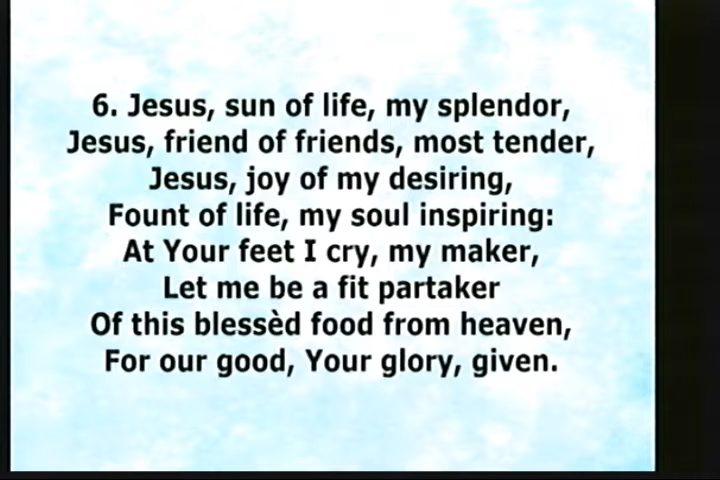 6. Jesus, sun of life, my splendor,
Jesus, friend of friends, most tender,
Jesus, joy of my desiring,
Fount of life, my soul inspiring:
At Your feet I cry, my maker,
Let me be a fit partaker
Of this blessèd food from heaven,
For our good, Your glory, given.